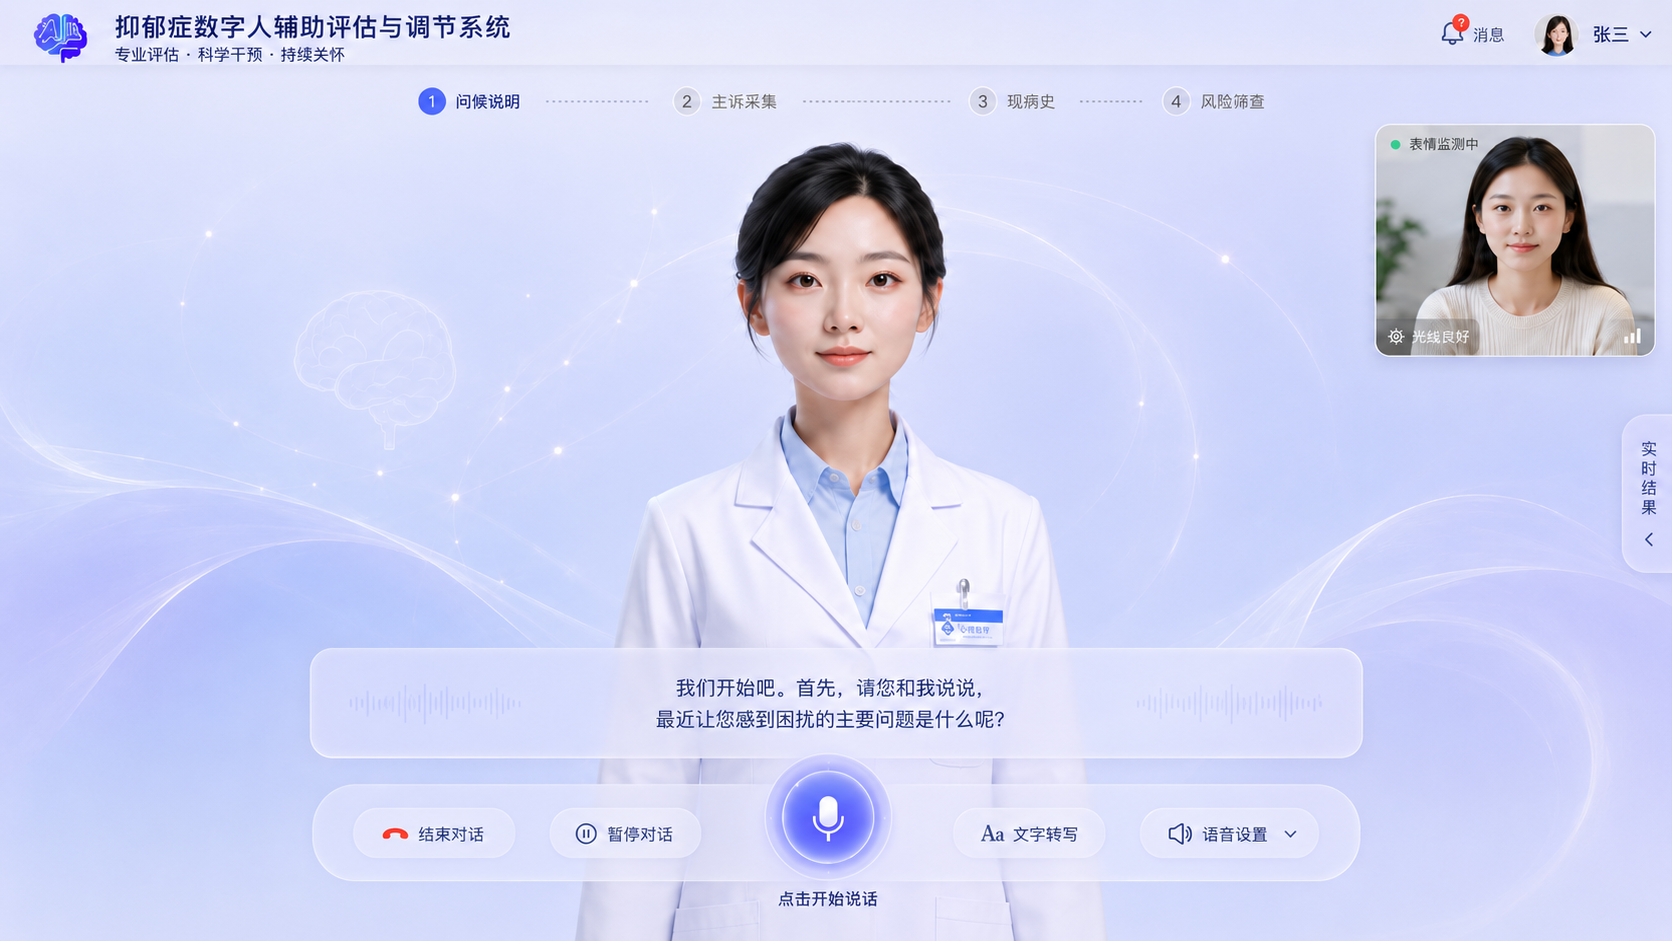 抑郁症数字人辅助评估与调节系统
专业评估 · 科学干预 · 持续关怀
?
消息
张三
1 问候说明
2 主诉采集
3 现病史
4 风险筛查
表情监测中
光线良好
实时结果
我们开始吧。首先，请您和我说说，
最近让您感到困扰的主要问题是什么呢?
结束对话
暂停对话
Aa 文字转写
语音设置
点击开始说话